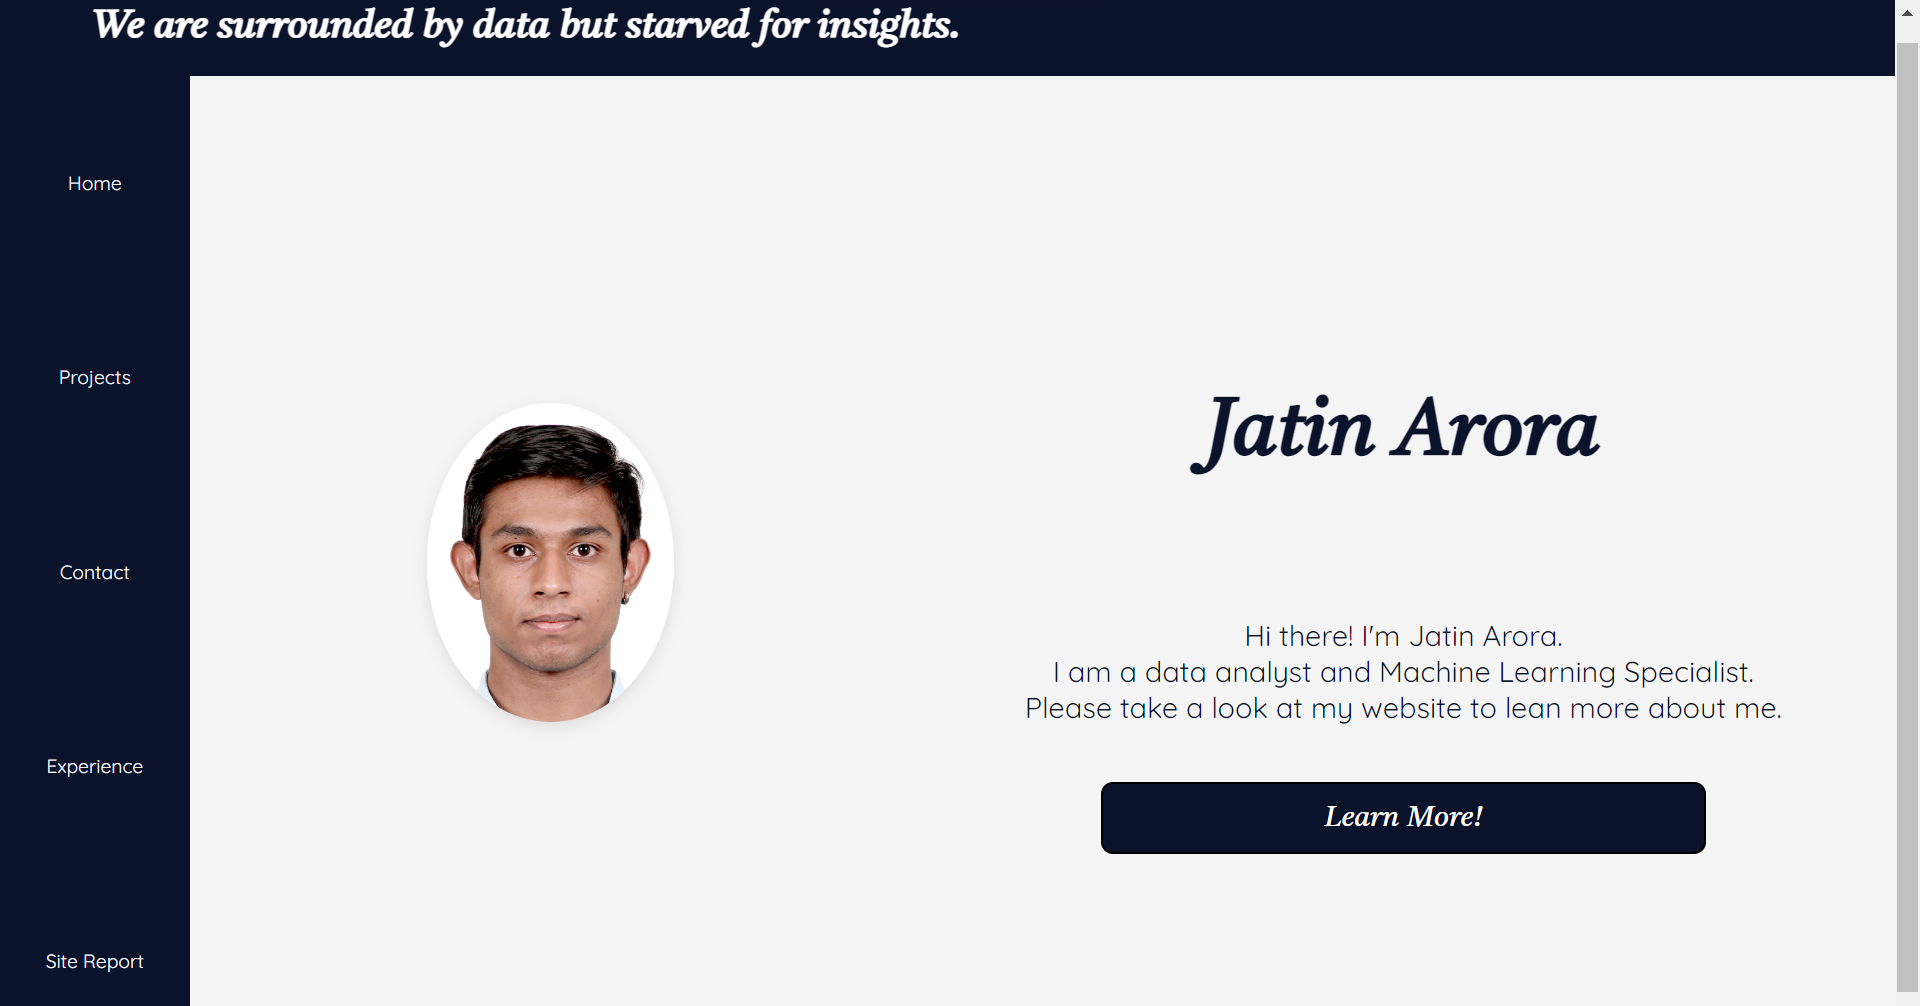 We are surrounded by data but starved for insights.
Home
Projects
Contact
Experience
Site Report
Jatin Arora
Hi there! I'm Jatin Arora.
I am a data analyst and Machine Learning Specialist.
Please take a look at my website to lean more about me.
Learn More!